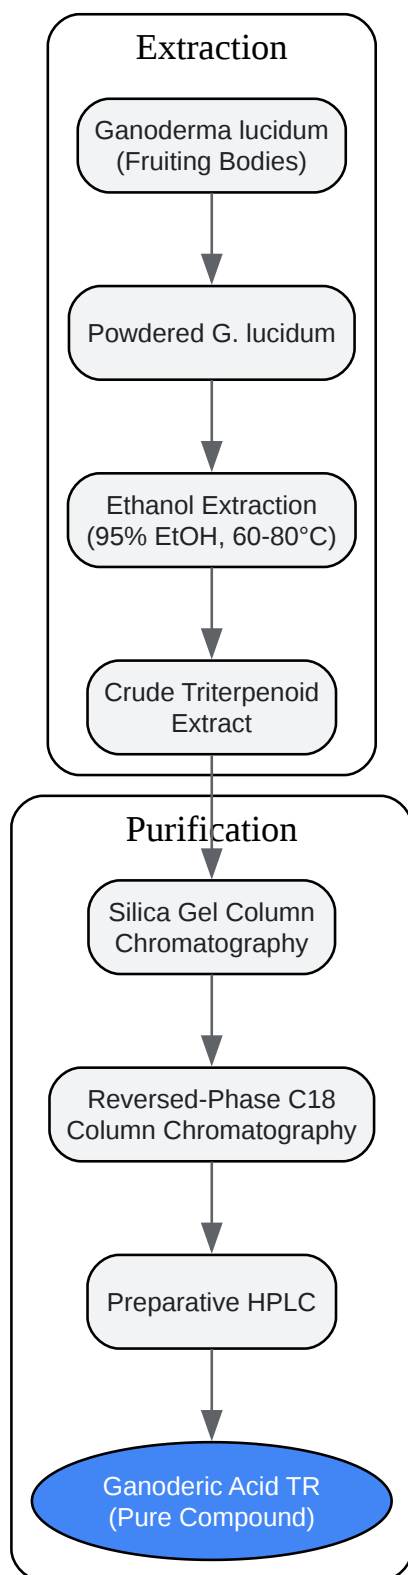 Extraction
Ganoderma lucidum
(Fruiting Bodies)
Powdered G. lucidum
Ethanol Extraction
(95% EtOH, 60-80°C)
Crude Triterpenoid
Extract
Purification
Silica Gel Column
Chromatography
Reversed-Phase C18
Column Chromatography
Preparative HPLC
Ganoderic Acid TR
(Pure Compound)